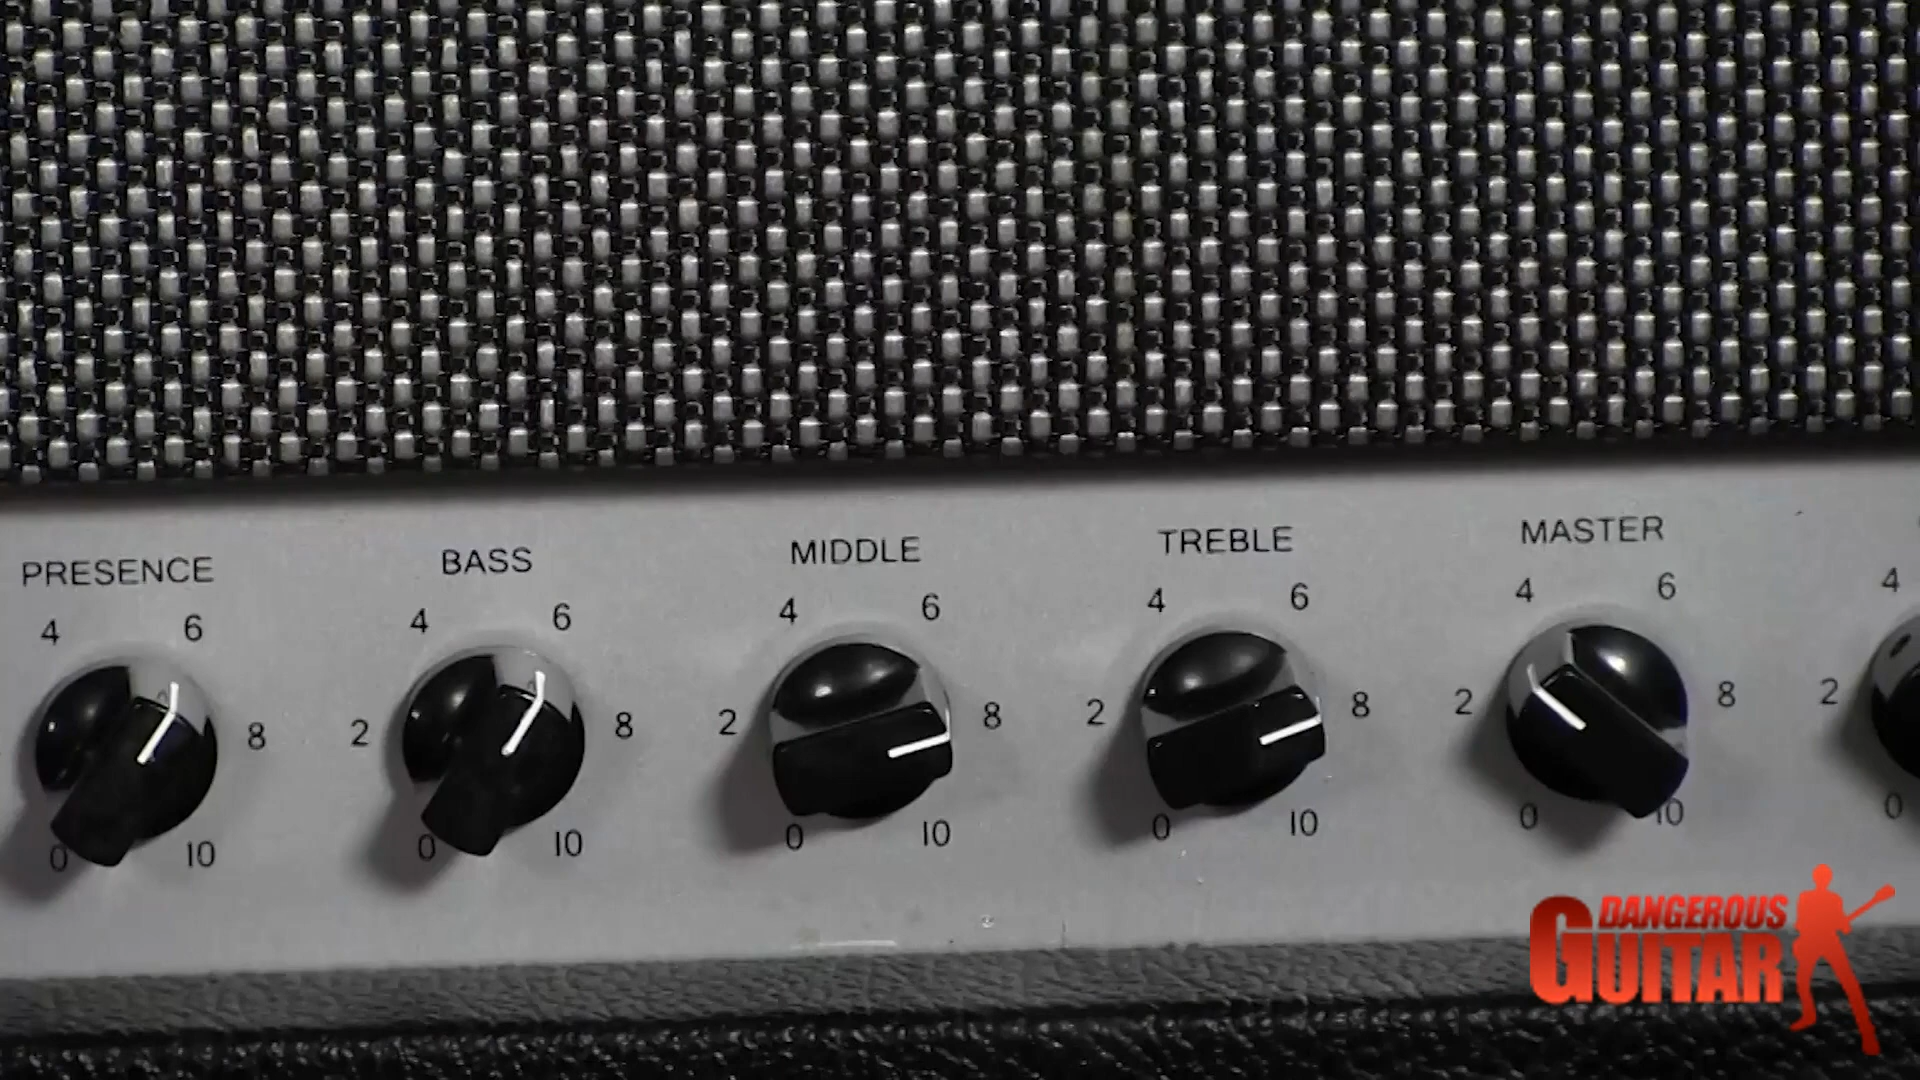 PRESENCE BASS MIDDLE TREBLE MASTER
4 6 4 6 4 6 4 6 4 6 4
8 2 8 2 8 2 8 2 8 2
0 10 0 10 0 10 0 10 0 10 0
DANGEROUS
GUITAR